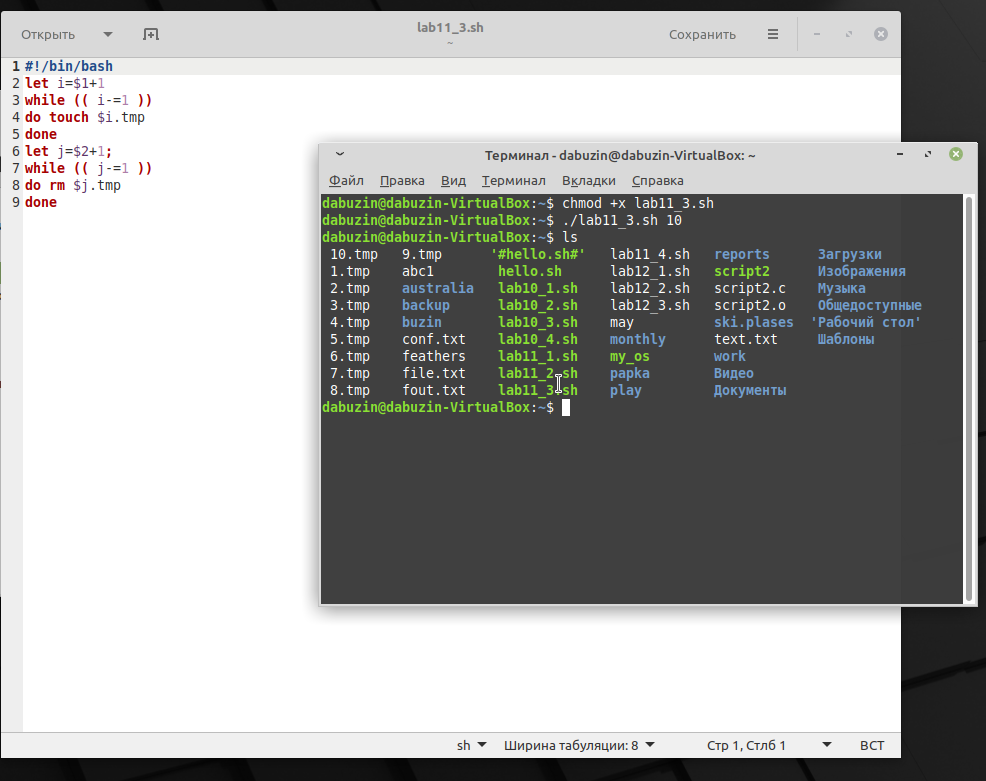 Открыть lab11_3.sh Сохранить
~
1 #!/bin/bash
2 let i=$1+1
3 while (( i-=1 ))
4 do touch $i.tmp
5 done
6 let j=$2+1;
7 while (( j-=1 ))
8 do rm $j.tmp
9 done
Терминал - dabuzin@dabuzin-VirtualBox: ~
Файл Правка Вид Терминал Вкладки Справка
dabuzin@dabuzin-VirtualBox:~$ chmod +x lab11_3.sh
dabuzin@dabuzin-VirtualBox:~$ ./lab11_3.sh 10
dabuzin@dabuzin-VirtualBox:~$ ls
10.tmp 9.tmp '#hello.sh#' lab11_4.sh reports Загрузки
1.tmp abc1 hello.sh lab12_1.sh script2 Изображения
2.tmp australia lab10_1.sh lab12_2.sh script2.c Музыка
3.tmp backup lab10_2.sh lab12_3.sh script2.o Общедоступные
4.tmp buzin lab10_3.sh may ski.plases 'Рабочий стол'
5.tmp conf.txt lab10_4.sh monthly text.txt Шаблоны
6.tmp feathers lab11_1.sh my_os work
7.tmp file.txt lab11_2.sh papka Видео
8.tmp fout.txt lab11_3.sh play Документы
dabuzin@dabuzin-VirtualBox:~$
sh Ширина табуляции: 8 Стр 1, Стлб 1 ВСТ